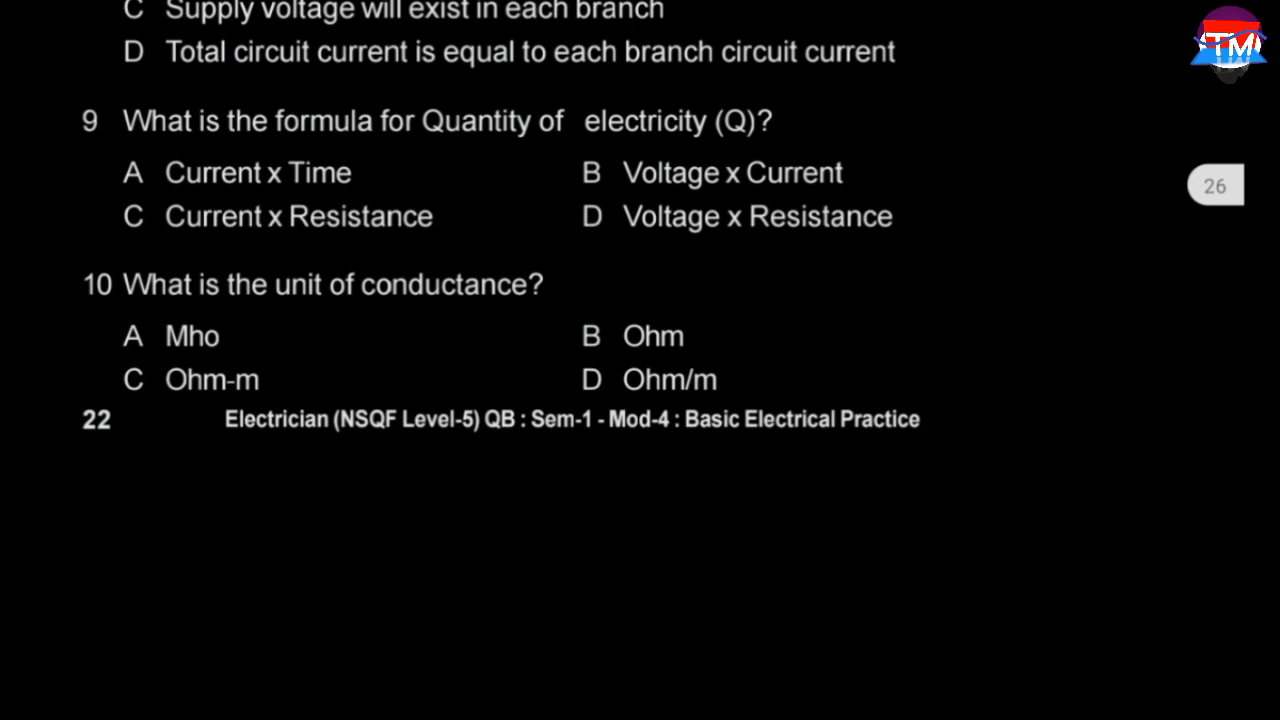 C Supply voltage will exist in each branch
D Total circuit current is equal to each branch circuit current
TM
9 What is the formula for Quantity of electricity (Q)?
A Current x Time B Voltage x Current
26
C Current x Resistance D Voltage x Resistance
10 What is the unit of conductance?
A Mho B Ohm
C Ohm-m D Ohm/m
22 Electrician (NSQF Level-5) QB : Sem-1 - Mod-4 : Basic Electrical Practice